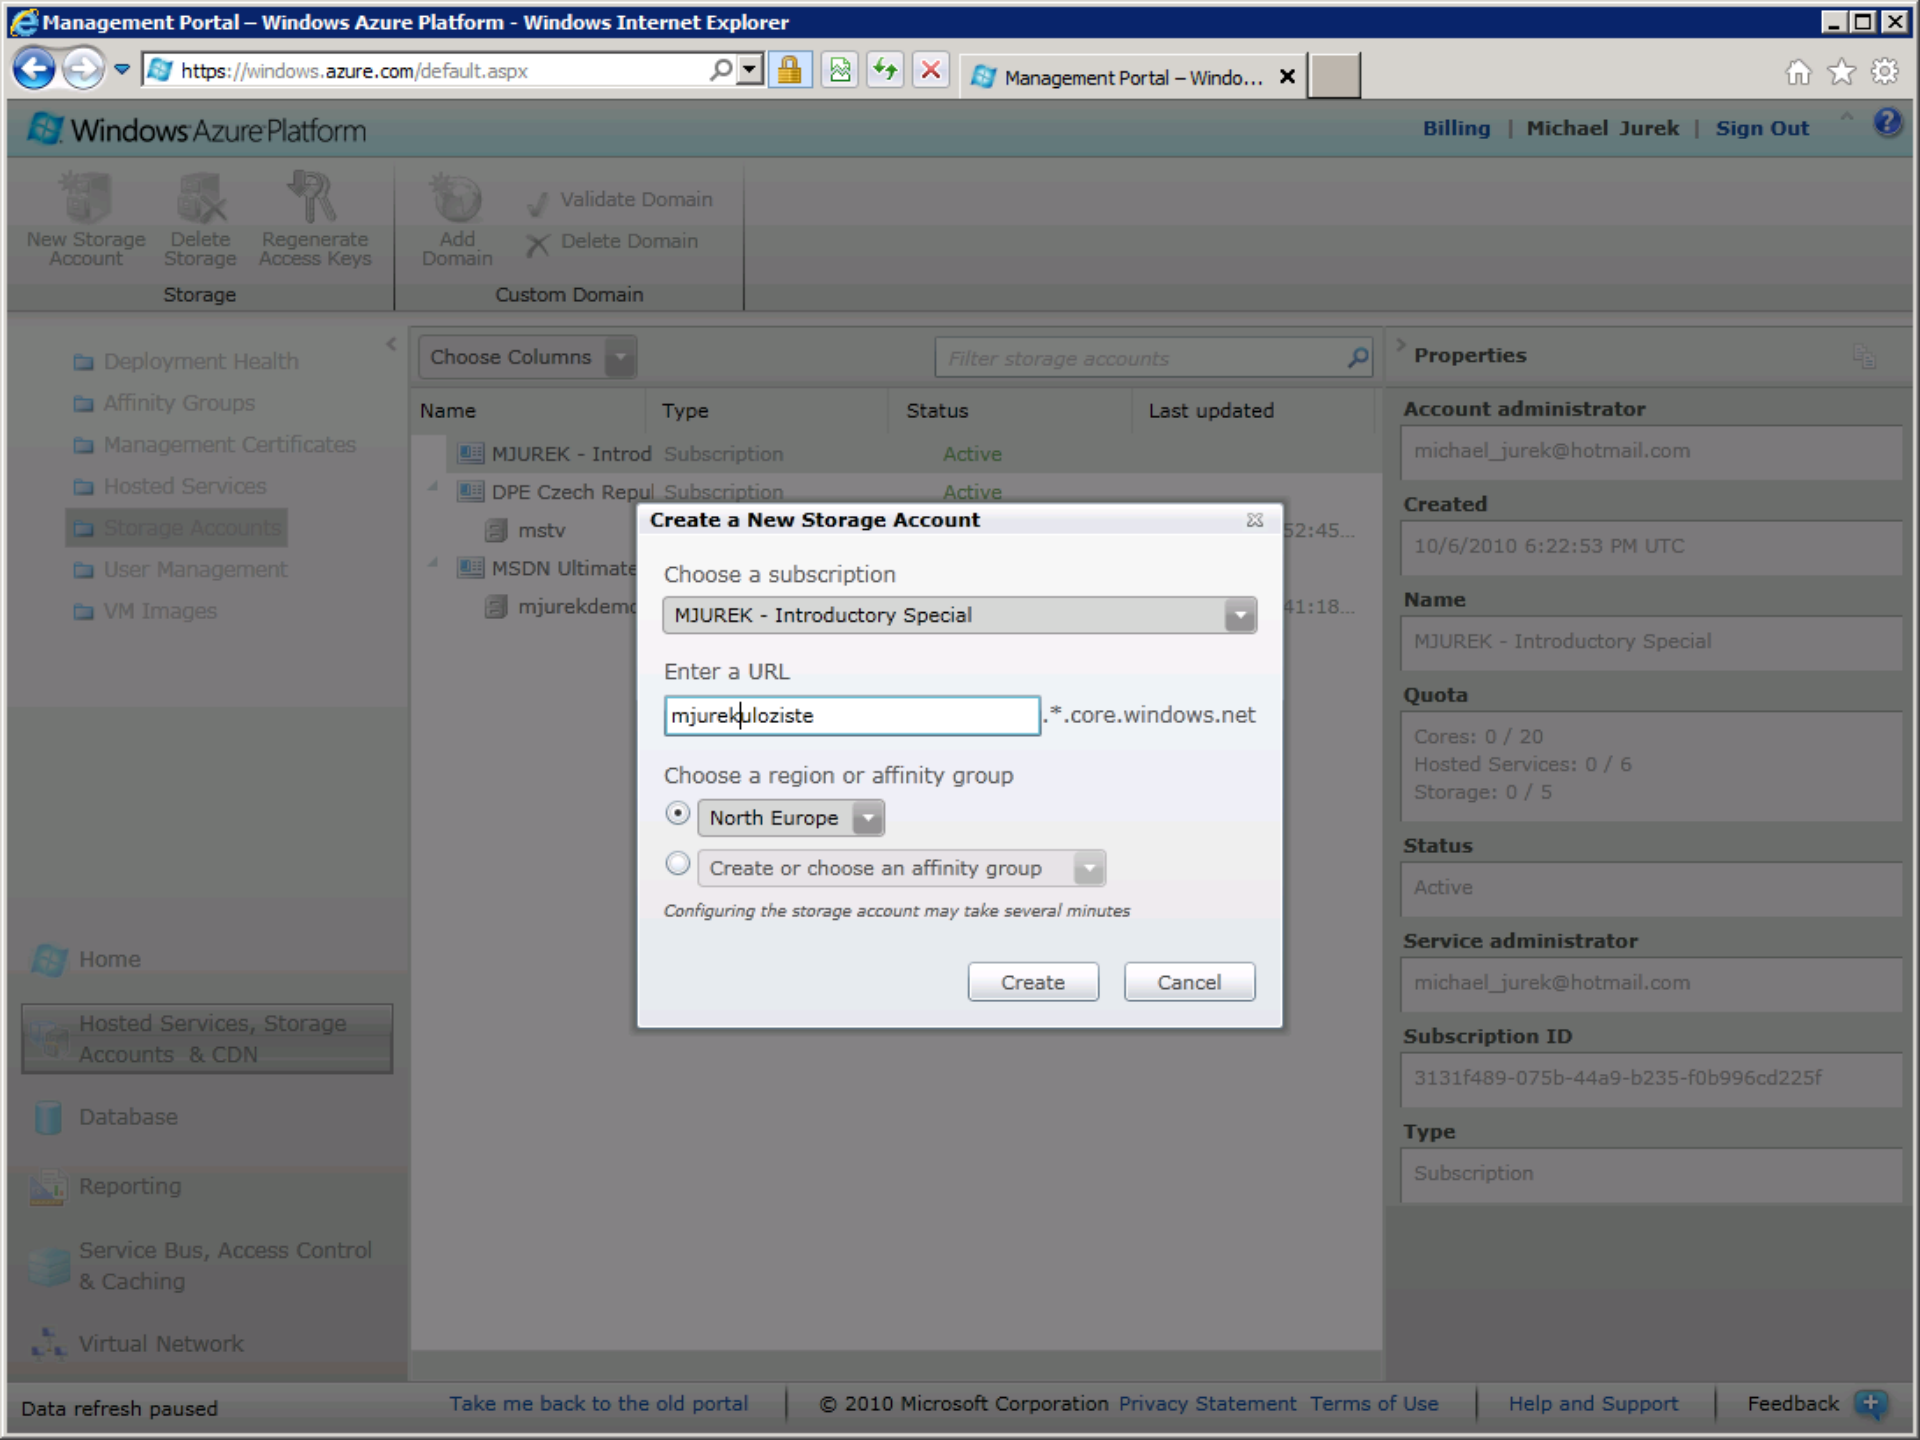 Management Portal – Windows Azure Platform - Windows Internet Explorer
https://windows.azure.com/default.aspx
Management Portal – Windo...
Windows Azure Platform
Billing | Michael Jurek | Sign Out
New Storage Account
Delete Storage
Regenerate Access Keys
Storage
Add Domain
Validate Domain
Delete Domain
Custom Domain
Deployment Health
Affinity Groups
Management Certificates
Hosted Services
Storage Accounts
User Management
VM Images
Home
Hosted Services, Storage
Accounts & CDN
Database
Reporting
Service Bus, Access Control
& Caching
Virtual Network
Choose Columns
Filter storage accounts
Name Type Status Last updated
MJUREK - Introd Subscription Active
DPE Czech Repu Subscription Active
mstv 52:45...
MSDN Ultimate
mjurekdemo 41:18...
Create a New Storage Account
Choose a subscription
MJUREK - Introductory Special
Enter a URL
mjurekuloziste .*.core.windows.net
Choose a region or affinity group
North Europe
Create or choose an affinity group
Configuring the storage account may take several minutes
Create Cancel
Properties
Account administrator
michael_jurek@hotmail.com
Created
10/6/2010 6:22:53 PM UTC
Name
MJUREK - Introductory Special
Quota
Cores: 0 / 20
Hosted Services: 0 / 6
Storage: 0 / 5
Status
Active
Service administrator
michael_jurek@hotmail.com
Subscription ID
3131f489-075b-44a9-b235-f0b996cd225f
Type
Subscription
Data refresh paused
Take me back to the old portal
© 2010 Microsoft Corporation Privacy Statement Terms of Use
Help and Support
Feedback